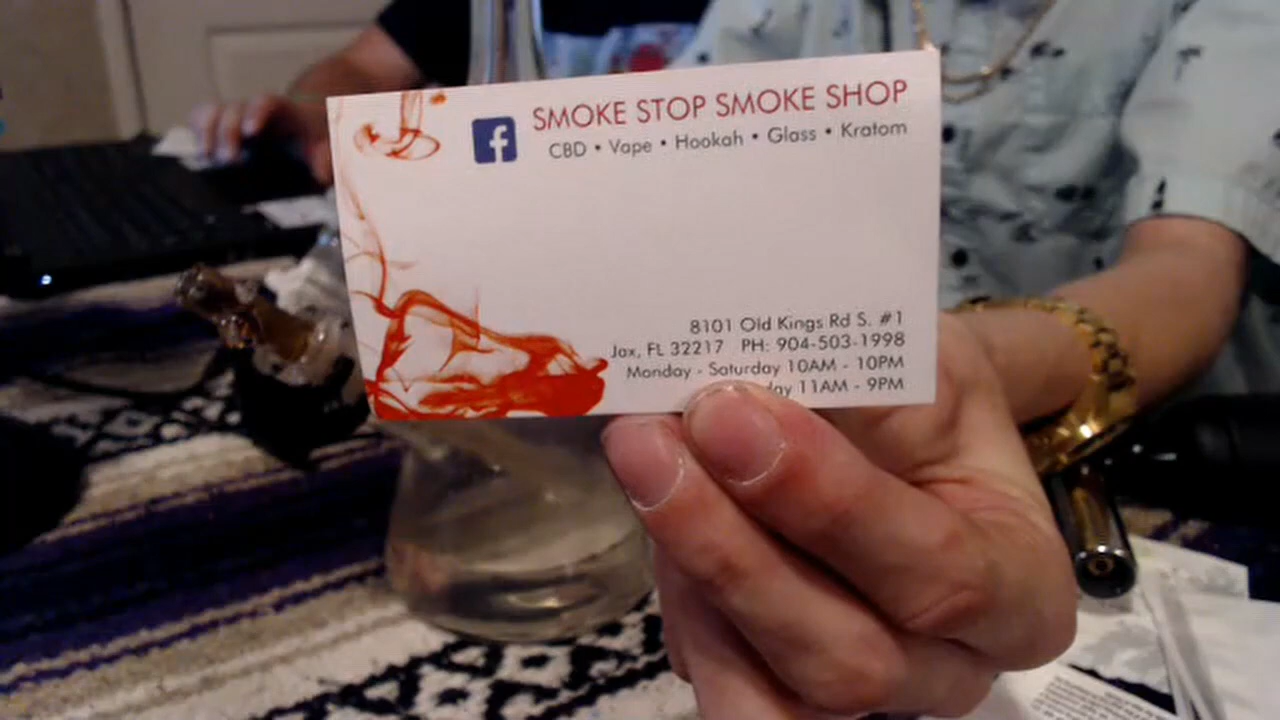 SMOKE STOP SMOKE SHOP
CBD • Vape • Hookah • Glass • Kratom
8101 Old Kings Rd S. #1
Jax, FL 32217 PH: 904-503-1998
Monday - Saturday 10AM - 10PM
11AM - 9PM